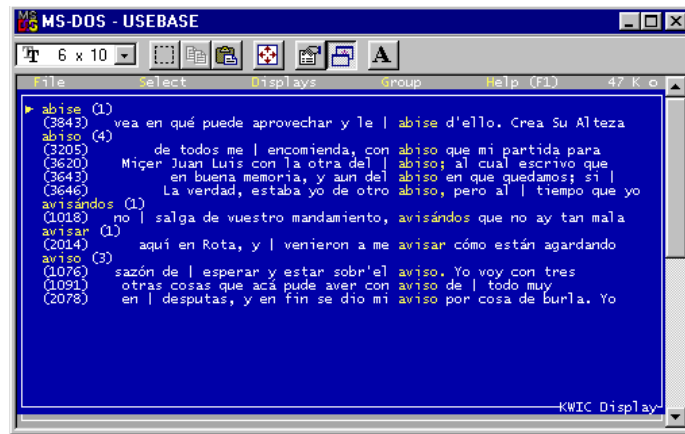 MS-DOS - USEBASE
6 x 10
A
File Select Displays Group Help (F1) 47 K o
► abise (1)
(3843) vea en qué puede aprovechar y le | abise d'ello. Crea Su Alteza
abiso (4)
(3205) de todos me | encomienda, con abiso que mi partida para
(3620) Miçer Juan Luis con la otra del | abiso; al cual escrivo que
(3643) en buena memoria, y aun del abiso en que quedamos; si |
(3646) La verdad, estaba yo de otro abiso, pero al | tiempo que yo
avisándos (1)
(1018) no | salga de vuestro mandamiento, avisándos que no ay tan mala
avisar (1)
(2014) aquí en Rota, y | venieron a me avisar cómo están agardando
aviso (3)
(1076) sazón de | esperar y estar sobr'el aviso. Yo voy con tres
(1091) otras cosas que acá pude aver con aviso de | todo muy
(2078) en | desputas, y en fin se dio mi aviso por cosa de burla. Yo
KWIC Display